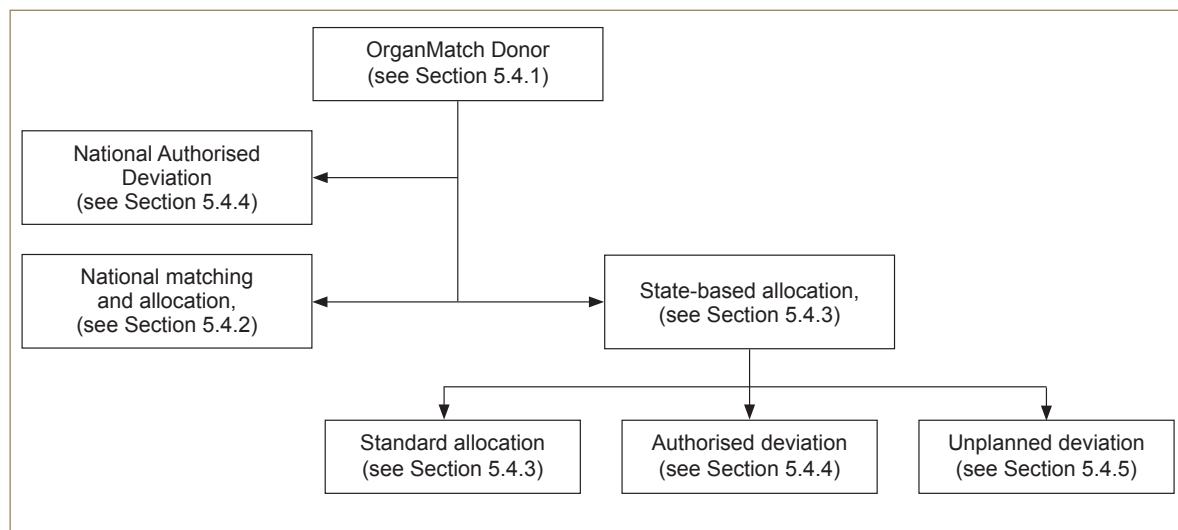 OrganMatch Donor
(see Section 5.4.1)
National Authorised
Deviation
(see Section 5.4.4)
National matching
and allocation,
(see Section 5.4.2)
State-based allocation,
(see Section 5.4.3)
Standard allocation
(see Section 5.4.3)
Authorised deviation
(see Section 5.4.4)
Unplanned deviation
(see Section 5.4.5)